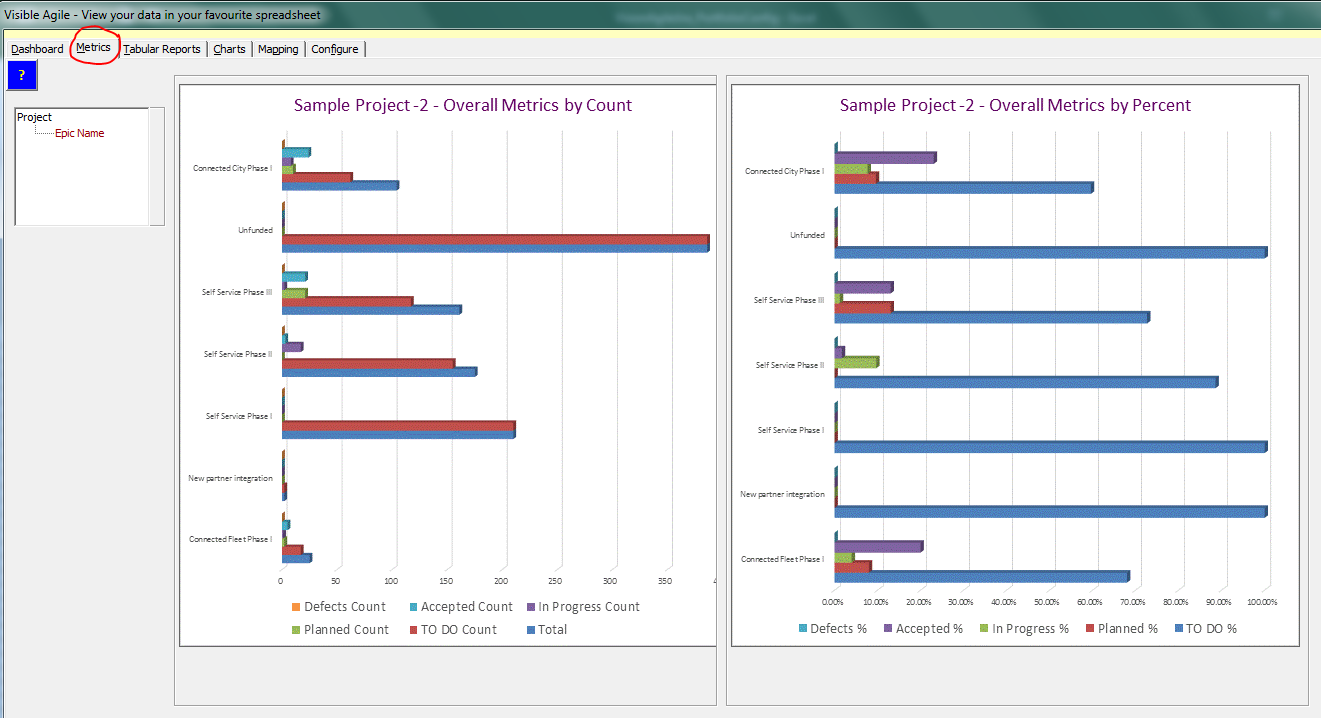 Visible Agile - View your data in your favourite spreadsheet
Dashboard Metrics Tabular Reports Charts Mapping Configure
?
Project
Epic Name
Sample Project -2 - Overall Metrics by Count
Connected City Phase I
Unfunded
Self Service Phase III
Self Service Phase II
Self Service Phase I
New partner integration
Connected Fleet Phase I
0 50 100 150 200 250 300 350 4
Defects Count Accepted Count In Progress Count
Planned Count TO DO Count Total
Sample Project -2 - Overall Metrics by Percent
Connected City Phase I
Unfunded
Self Service Phase III
Self Service Phase II
Self Service Phase I
New partner integration
Connected Fleet Phase I
0.00% 10.00% 20.00% 30.00% 40.00% 50.00% 60.00% 70.00% 80.00% 90.00% 100.00%
Defects % Accepted % In Progress % Planned % TO DO %